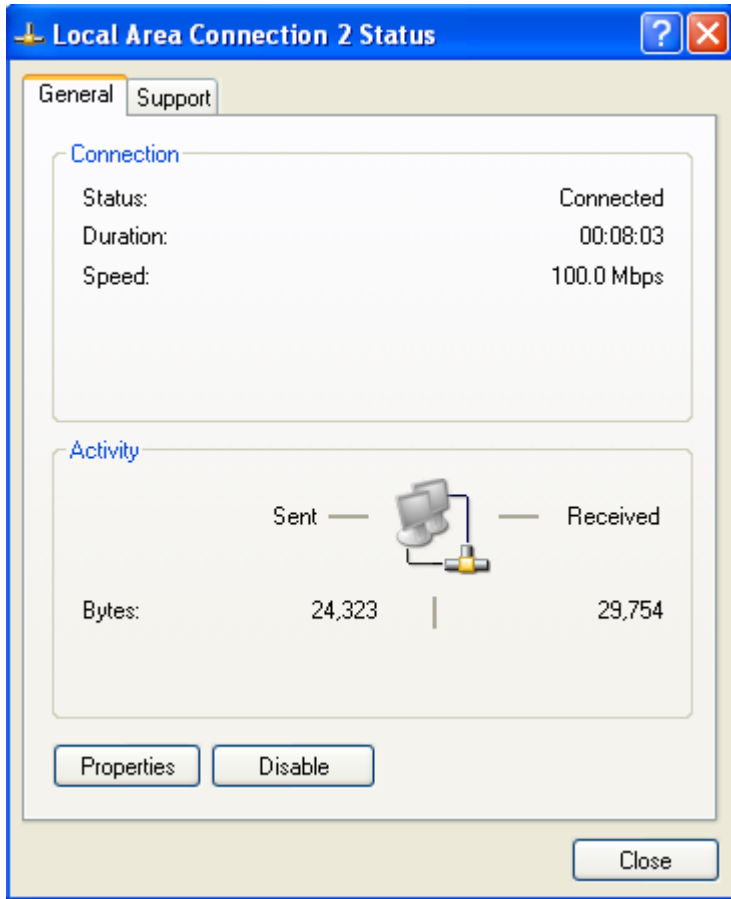 Local Area Connection 2 Status
General Support
Connection
Status: Connected
Duration: 00:08:03
Speed: 100.0 Mbps
Activity
Sent Received
Bytes: 24,323 29,754
Properties Disable
Close